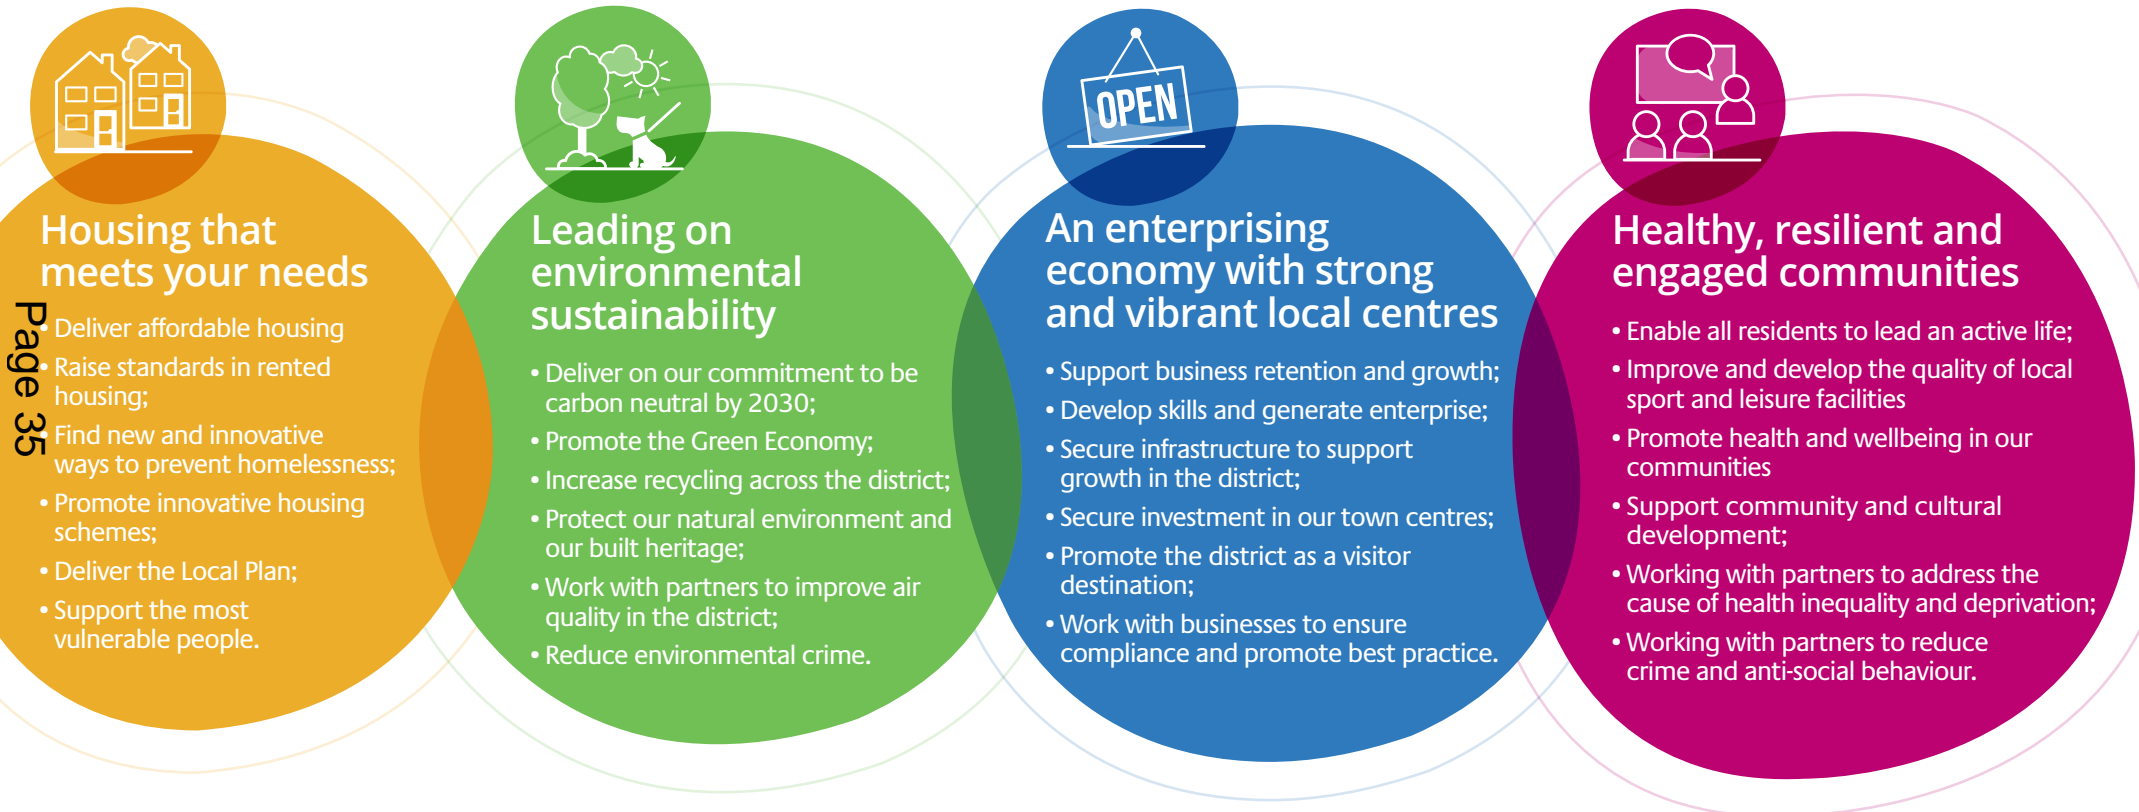 Housing that
meets your needs
• Deliver affordable housing
• Raise standards in rented
housing;
• Find new and innovative
ways to prevent homelessness;
• Promote innovative housing
schemes;
• Deliver the Local Plan;
• Support the most
vulnerable people.
Page 35
Leading on
environmental
sustainability
• Deliver on our commitment to be
carbon neutral by 2030;
• Promote the Green Economy;
• Increase recycling across the district;
• Protect our natural environment and
our built heritage;
• Work with partners to improve air
quality in the district;
• Reduce environmental crime.
OPEN
An enterprising
economy with strong
and vibrant local centres
• Support business retention and growth;
• Develop skills and generate enterprise;
• Secure infrastructure to support
growth in the district;
• Secure investment in our town centres;
• Promote the district as a visitor
destination;
• Work with businesses to ensure
compliance and promote best practice.
Healthy, resilient and
engaged communities
• Enable all residents to lead an active life;
• Improve and develop the quality of local
sport and leisure facilities
• Promote health and wellbeing in our
communities
• Support community and cultural
development;
• Working with partners to address the
cause of health inequality and deprivation;
• Working with partners to reduce
crime and anti-social behaviour.